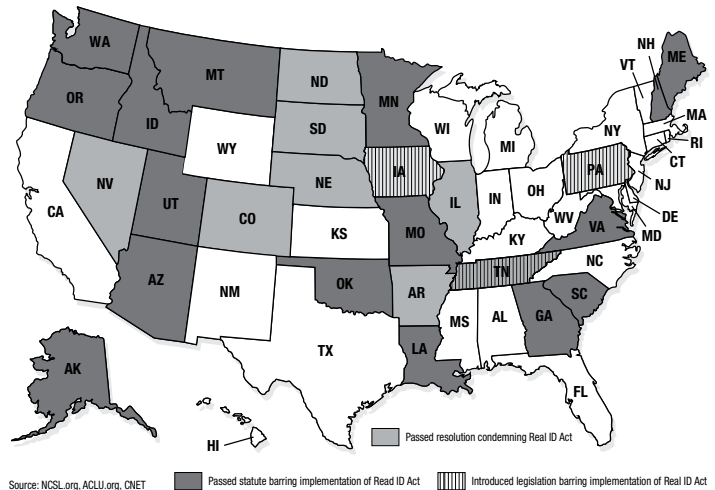 WA
OR
ID
MT
ND
SD
NE
MN
WI
MI
IA
IL
IN
OH
PA
NY
VT
NH
ME
MA
RI
CT
NJ
DE
MD
WV
VA
KY
TN
NC
SC
GA
AL
MS
FL
LA
AR
MO
KS
OK
TX
NM
CO
WY
UT
AZ
NV
CA
AK
HI
Passed resolution condemning Real ID Act
Source: NCSL.org, ACLU.org, CNET
Passed statute barring implementation of Read ID Act
Introduced legislation barring implementation of Real ID Act